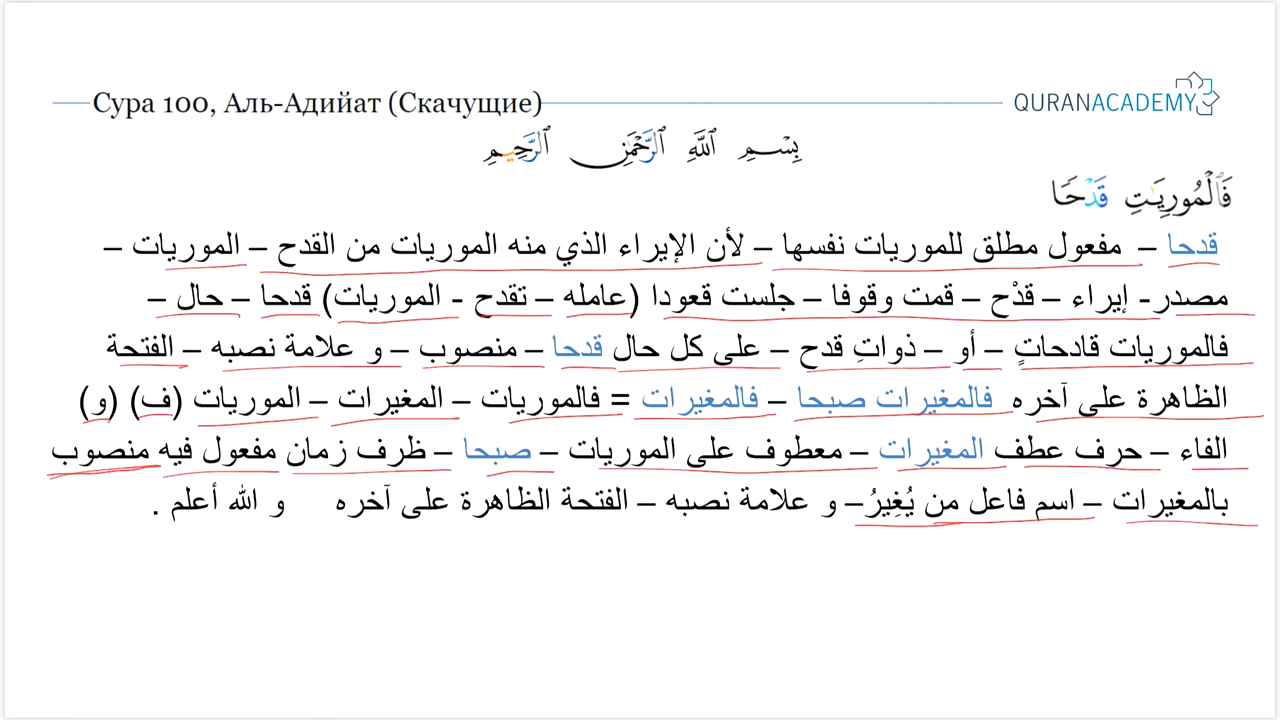 Сура 100, Аль-Адийат (Скачущие)
QURANACADEMY
بِسْمِ ٱللَّهِ ٱلرَّحْمَٰنِ ٱلرَّحِيمِ
فَٱلْمُورِيَٰتِ قَدْحًا
قدحا – مفعول مطلق للموريات نفسها – لأن الإيراء الذي منه الموريات من القدح – الموريات –
مصدر- إيراء – قدْح – قمت وقوفا – جلست قعودا (عامله – تقدح - الموريات) قدحا – حال –
فالموريات قادحاتٍ – أو – ذواتِ قدح – على كل حال قدحا – منصوب – و علامة نصبه – الفتحة
الظاهرة على آخره فالمغيرات صبحا – فالمغيرات = فالموريات – المغيرات – الموريات (ف) (و)
الفاء – حرف عطف المغيرات – معطوف على الموريات – صبحا – ظرف زمان مفعول فيه منصوب
بالمغيرات – اسم فاعل من يُغِيرُ– و علامة نصبه – الفتحة الظاهرة على آخره و الله أعلم .